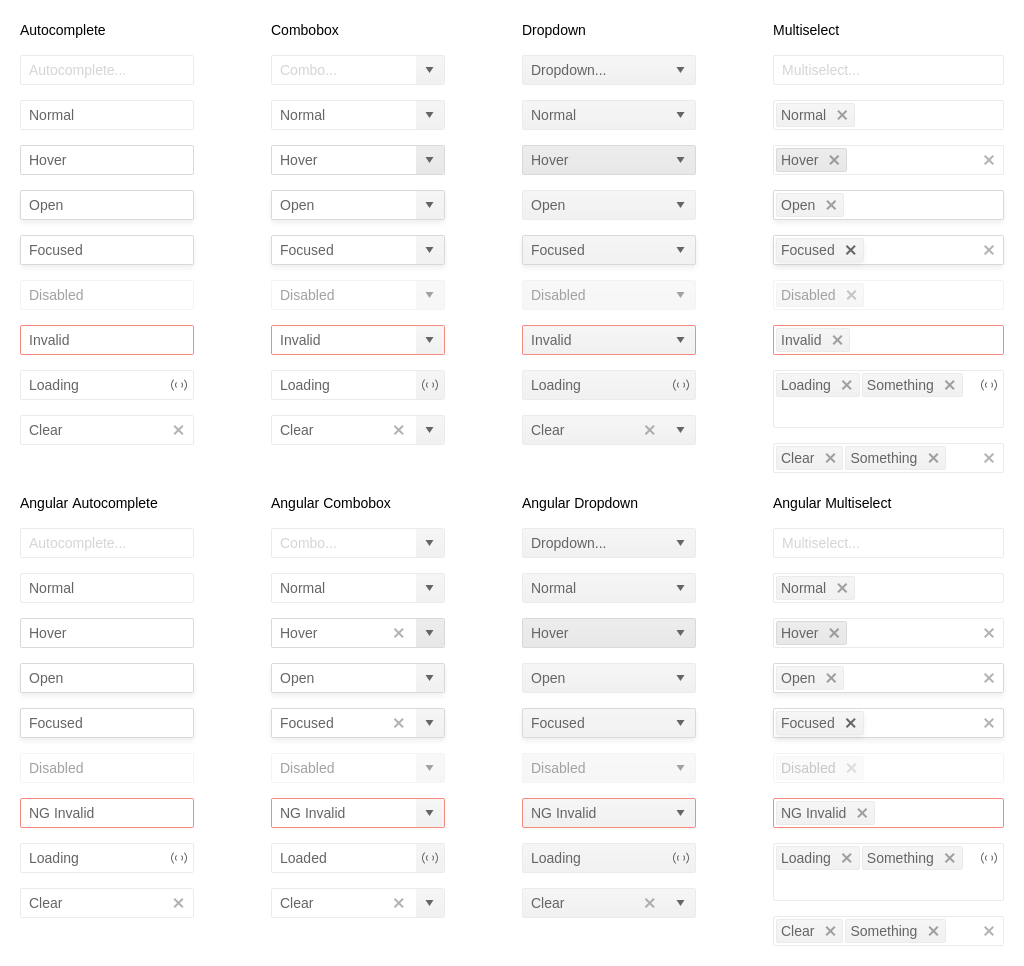 Autocomplete Combobox Dropdown Multiselect
Autocomplete... Combo... Dropdown... Multiselect...
Normal Normal Normal Normal
Hover Hover Hover Hover
Open Open Open Open
Focused Focused Focused Focused
Disabled Disabled Disabled Disabled
Invalid Invalid Invalid Invalid
Loading Loading Loading Loading Something
Clear Clear Clear
Clear Something
Angular Autocomplete Angular Combobox Angular Dropdown Angular Multiselect
Autocomplete... Combo... Dropdown... Multiselect...
Normal Normal Normal Normal
Hover Hover Hover Hover
Open Open Open Open
Focused Focused Focused Focused
Disabled Disabled Disabled Disabled
NG Invalid NG Invalid NG Invalid NG Invalid
Loading Loaded Loading Loading Something
Clear Clear Clear
Clear Something